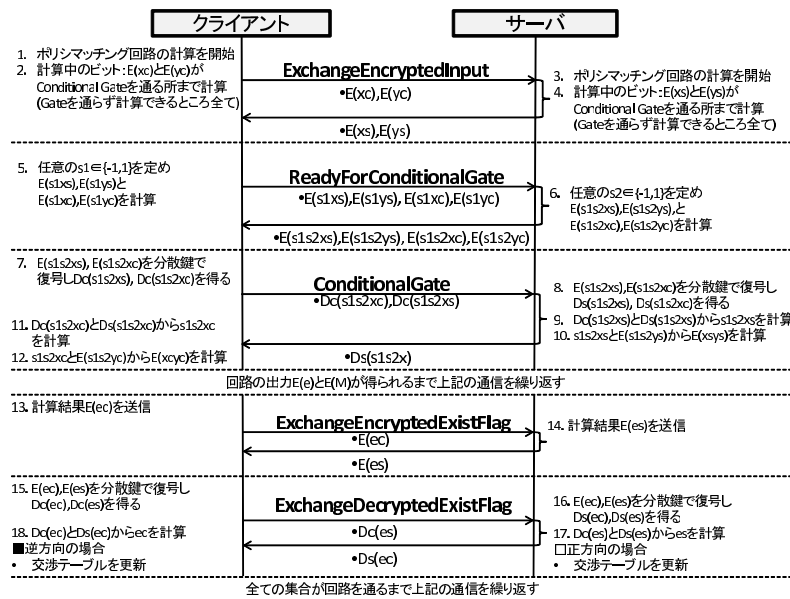 クライアント
サーバ
1. ポリシマッチング回路の計算を開始
2. 計算中のビット:E(xc)とE(yc)が
Conditional Gateを通る所まで計算
(Gateを通らず計算できるところ全て)
ExchangeEncryptedInput
•E(xc),E(yc)
•E(xs),E(ys)
3. ポリシマッチング回路の計算を開始
4. 計算中のビット:E(xs)とE(ys)が
Conditional Gateを通る所まで計算
(Gateを通らず計算できるところ全て)
5. 任意のs1∈{-1,1}を定め
E(s1xs),E(s1ys)と
E(s1xc),E(s1yc)を計算
ReadyForConditionalGate
•E(s1xs),E(s1ys), E(s1xc),E(s1yc)
•E(s1s2xs),E(s1s2ys), E(s1s2xc),E(s1s2yc)
6. 任意のs2∈{-1,1}を定め
E(s1s2xs),E(s1s2ys),と
E(s1s2xc),E(s1s2yc)を計算
7. E(s1s2xs), E(s1s2xc)を分散鍵で
復号しDc(s1s2xs), Dc(s1s2xc)を得る
ConditionalGate
•Dc(s1s2xc),Dc(s1s2xs)
8. E(s1s2xs),E(s1s2xc)を分散鍵で復号し
Ds(s1s2xs), Ds(s1s2xc)を得る
9. Dc(s1s2xs)とDs(s1s2xs)からs1s2xsを計算
10. s1s2xsとE(s1s2ys)からE(xsys)を計算
11. Dc(s1s2xc)とDs(s1s2xc)からs1s2xc
を計算
12. s1s2xcとE(s1s2yc)からE(xcyc)を計算
•Ds(s1s2x)
回路の出力E(e)とE(M)が得られるまで上記の通信を繰り返す
13. 計算結果E(ec)を送信
ExchangeEncryptedExistFlag
•E(ec)
•E(es)
14. 計算結果E(es)を送信
15. E(ec),E(es)を分散鍵で復号し
Dc(ec),Dc(es)を得る
ExchangeDecryptedExistFlag
•Dc(es)
•Ds(ec)
16. E(ec),E(es)を分散鍵で復号し
Ds(ec),Ds(es)を得る
17. Dc(es)とDs(es)からesを計算
□正方向の場合
• 交渉テーブルを更新
18. Dc(ec)とDs(ec)からecを計算
■逆方向の場合
• 交渉テーブルを更新
全ての集合が回路を通るまで上記の通信を繰り返す